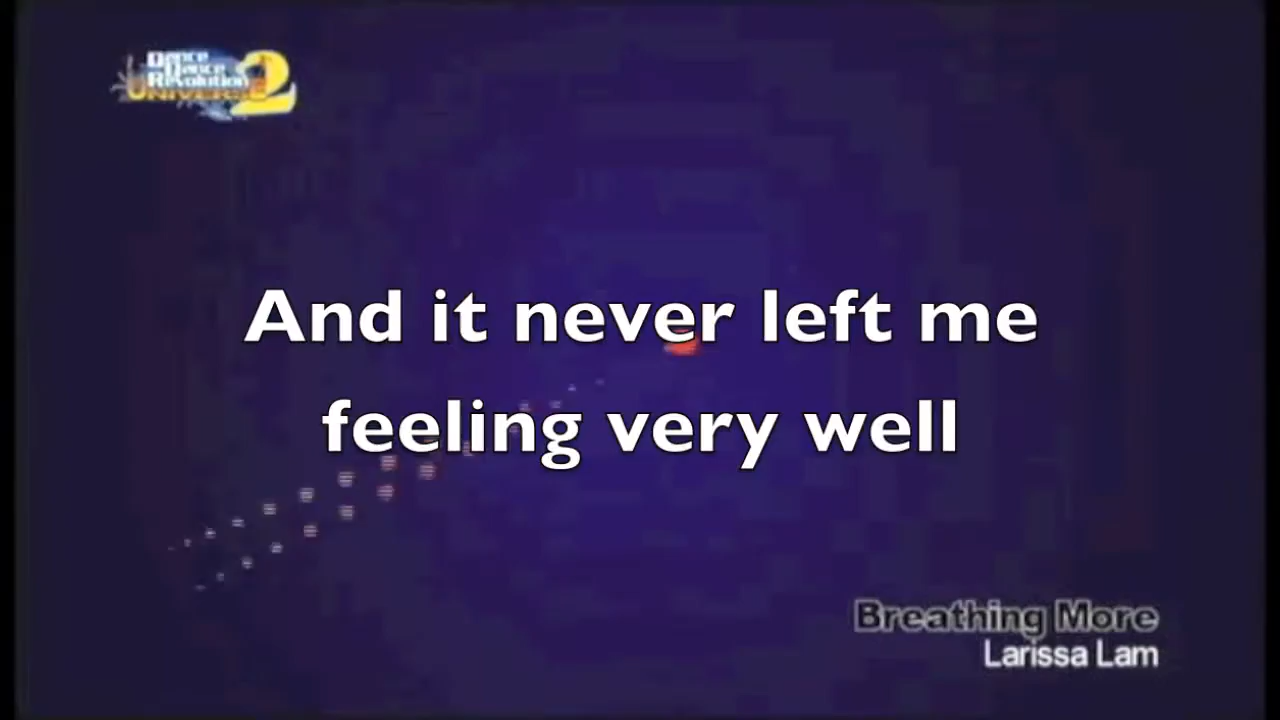 Dance
Dance
Revolution
UNIVERSE 2
And it never left me
feeling very well
Breathing More
Larissa Lam